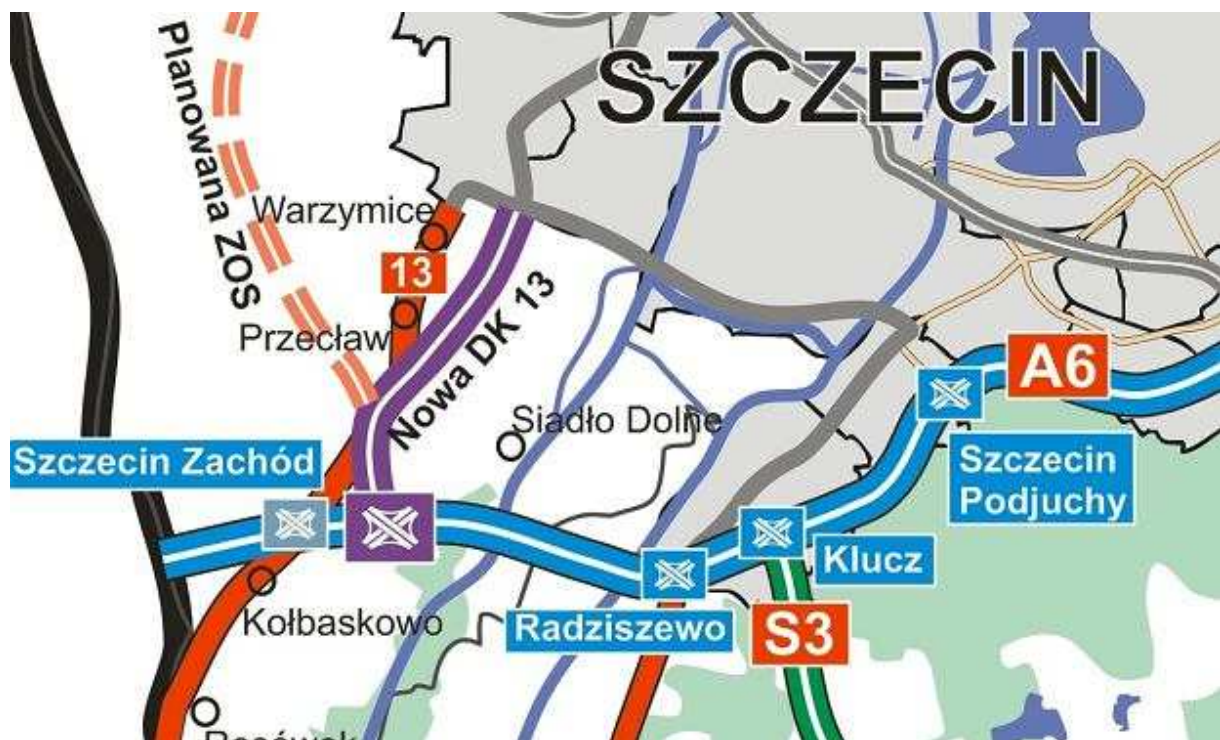 SZCZECIN
Planowana ZOS
Warzymice
13
Przecław
Nowa DK 13
A6
Siadło Dolne
Szczecin Zachód
Szczecin
Podjuchy
Klucz
Kołbaskowo
Radziszewo
S3